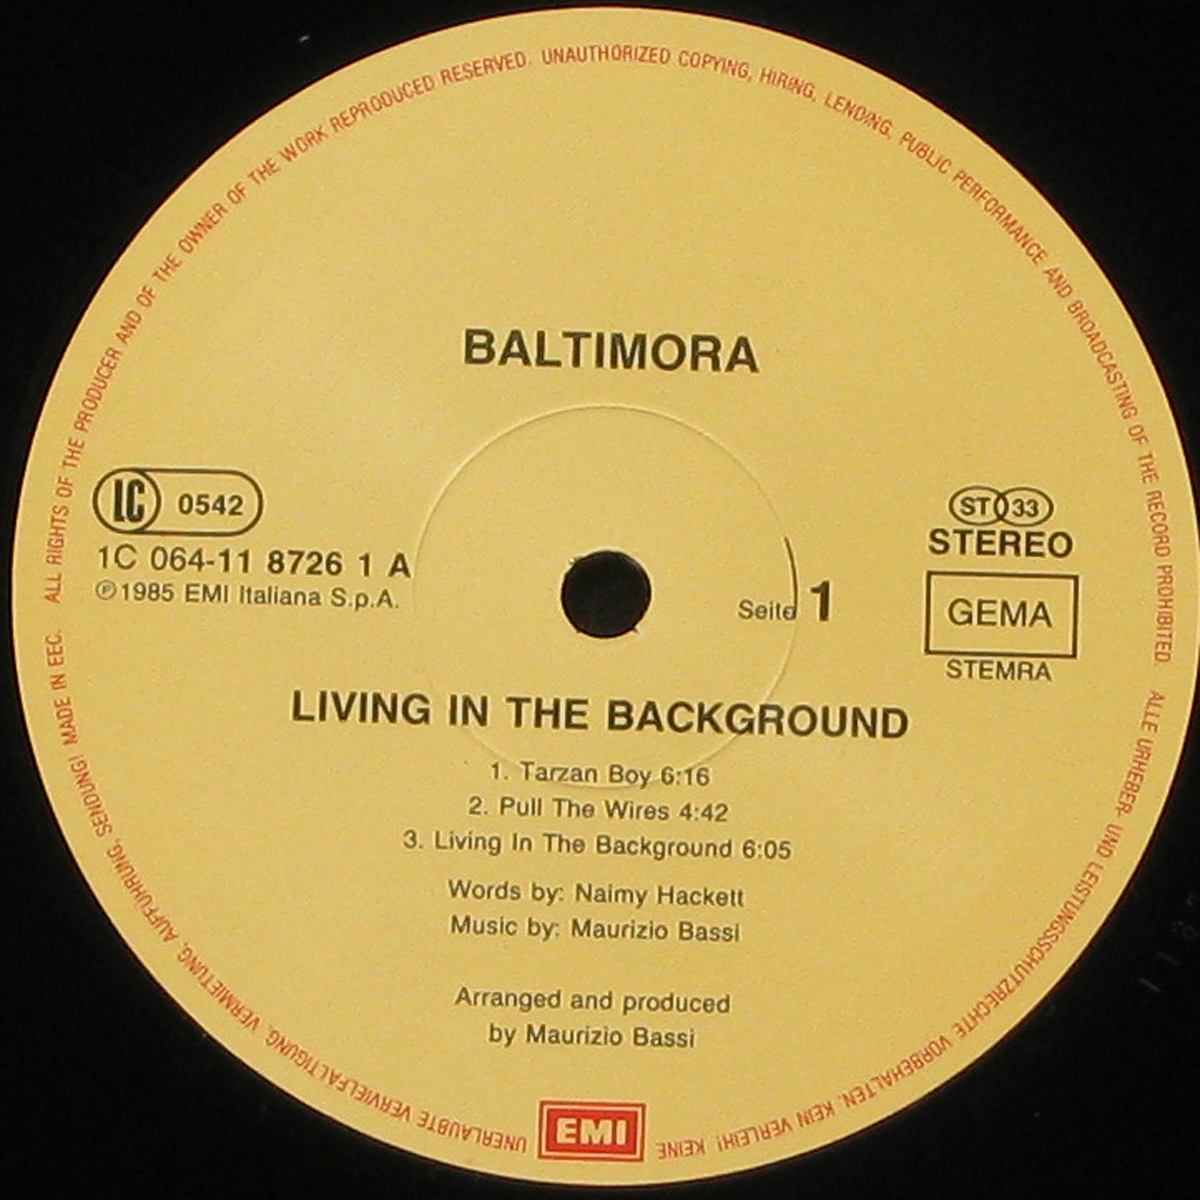 ALL RIGHTS OF THE PRODUCER AND OF THE OWNER OF THE WORK REPRODUCED RESERVED. UNAUTHORIZED COPYING, HIRING, LENDING, PUBLIC PERFORMANCE AND BROADCASTING OF THE RECORD PROHIBITED.
BALTIMORA
LC 0542
1C 064-11 8726 1 A
℗1985 EMI Italiana S.p.A.
Seite 1
ST 33
STEREO
GEMA
STEMRA
LIVING IN THE BACKGROUND
1. Tarzan Boy 6:16
2. Pull The Wires 4:42
3. Living In The Background 6:05
Words by: Naimy Hackett
Music by: Maurizio Bassi
Arranged and produced
by Maurizio Bassi
EMI
ALLE URHEBER- UND LEISTUNGSSCHUTZRECHTE VORBEHALTEN. KEIN VERLEIH! KEINE UNERLAUBTE VERVIELFÄLTIGUNG, VERMIETUNG, AUFFÜHRUNG, SENDUNG! MADE IN EEC.